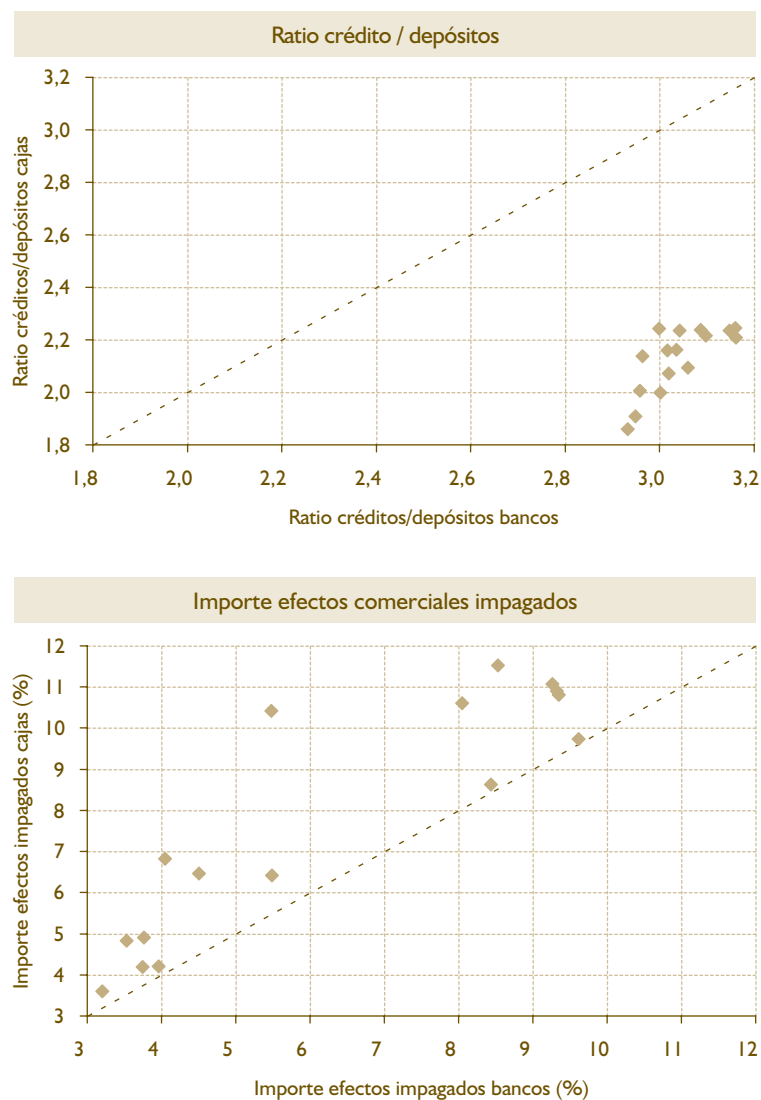 Ratio crédito / depósitos
Ratio créditos/depósitos cajas
3,2
3,0
2,8
2,6
2,4
2,2
2,0
1,8
1,8 2,0 2,2 2,4 2,6 2,8 3,0 3,2
Ratio créditos/depósitos bancos
Importe efectos comerciales impagados
Importe efectos impagados cajas (%)
12
11
10
9
8
7
6
5
4
3
3 4 5 6 7 8 9 10 11 12
Importe efectos impagados bancos (%)